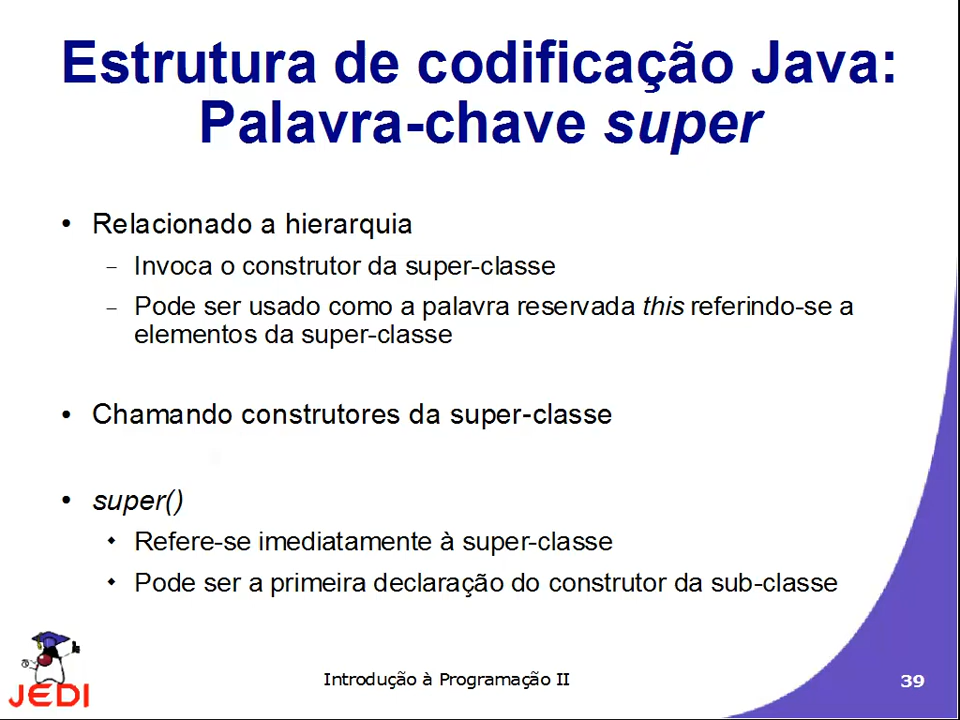 Estrutura de codificação Java:
Palavra-chave super
• Relacionado a hierarquia
– Invoca o construtor da super-classe
– Pode ser usado como a palavra reservada this referindo-se a
elementos da super-classe
• Chamando construtores da super-classe
• super()
• Refere-se imediatamente à super-classe
• Pode ser a primeira declaração do construtor da sub-classe
JEDI
Introdução à Programação II
39